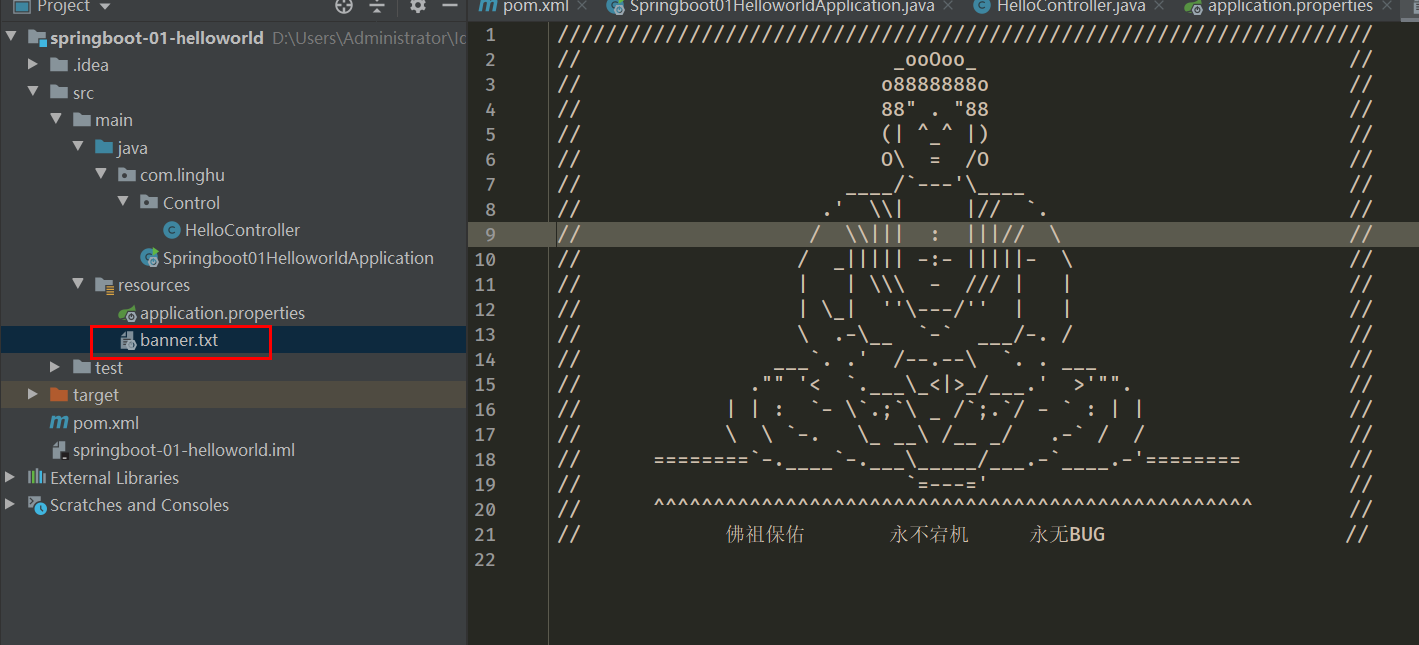 Project
springboot-01-helloworld D:\Users\Administrator\Id
.idea
src
main
java
com.linghu
Control
HelloController
Springboot01HelloworldApplication
resources
application.properties
banner.txt
test
target
pom.xml
springboot-01-helloworld.iml
External Libraries
Scratches and Consoles
pom.xml Springboot01HelloworldApplication.java HelloController.java application.properties
1 ////////////////////////////////////////////////////////////////////
2 //                          _ooOoo_                               //
3 //                         o8888888o                              //
4 //                         88" . "88                              //
5 //                         (| ^_^ |)                              //
6 //                         O\  =  /O                              //
7 //                      ____/`---'\____                           //
8 //                    .'  \\|     |//  `.                         //
9 //                   /  \\|||  :  |||//  \                        //
10 //                  /  _||||| -:- |||||-  \                       //
11 //                  |   | \\\  -  /// |   |                       //
12 //                  | \_|  ''\---/''  |   |                       //
13 //                  \  .-\__  `-`  ___/-. /                       //
14 //                ___`. .'  /--.--\  `. . ___                     //
15 //              ."" '<  `.___\_<|>_/___.'  >'"".                  //
16 //            | | :  `- \`.;`\ _ /`;.`/ - ` : | |                 //
17 //            \  \ `-.   \_ __\ /__ _/   .-` /  /                 //
18 //      ========`-.____`-.___\_____/___.-`____.-'========         //
19 //                           `=---='                              //
20 //      ^^^^^^^^^^^^^^^^^^^^^^^^^^^^^^^^^^^^^^^^^^^^^^^^^^        //
21 //            佛祖保佑       永不宕机     永无BUG                    //
22